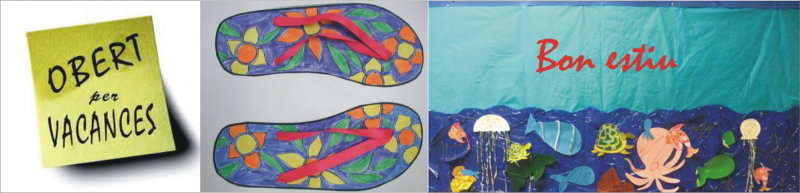 OBERT
per
VACANCES
Bon estiu